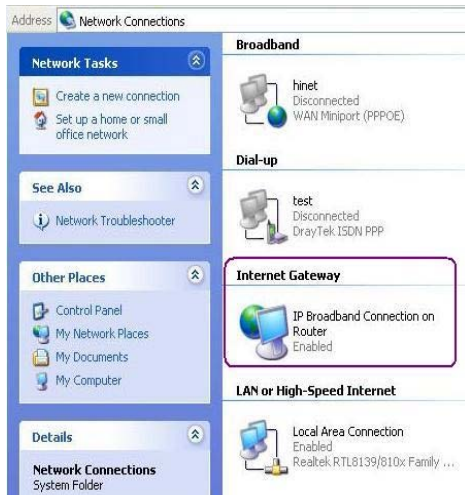 Address Network Connections
Network Tasks
Create a new connection
Set up a home or small
office network
See Also
Network Troubleshooter
Other Places
Control Panel
My Network Places
My Documents
My Computer
Details
Network Connections
System Folder
Broadband
hinet
Disconnected
WAN Miniport (PPPOE)
Dial-up
test
Disconnected
DrayTek ISDN PPP
Internet Gateway
IP Broadband Connection on
Router
Enabled
LAN or High-Speed Internet
Local Area Connection
Enabled
Realtek RTL8139/810x Family ...